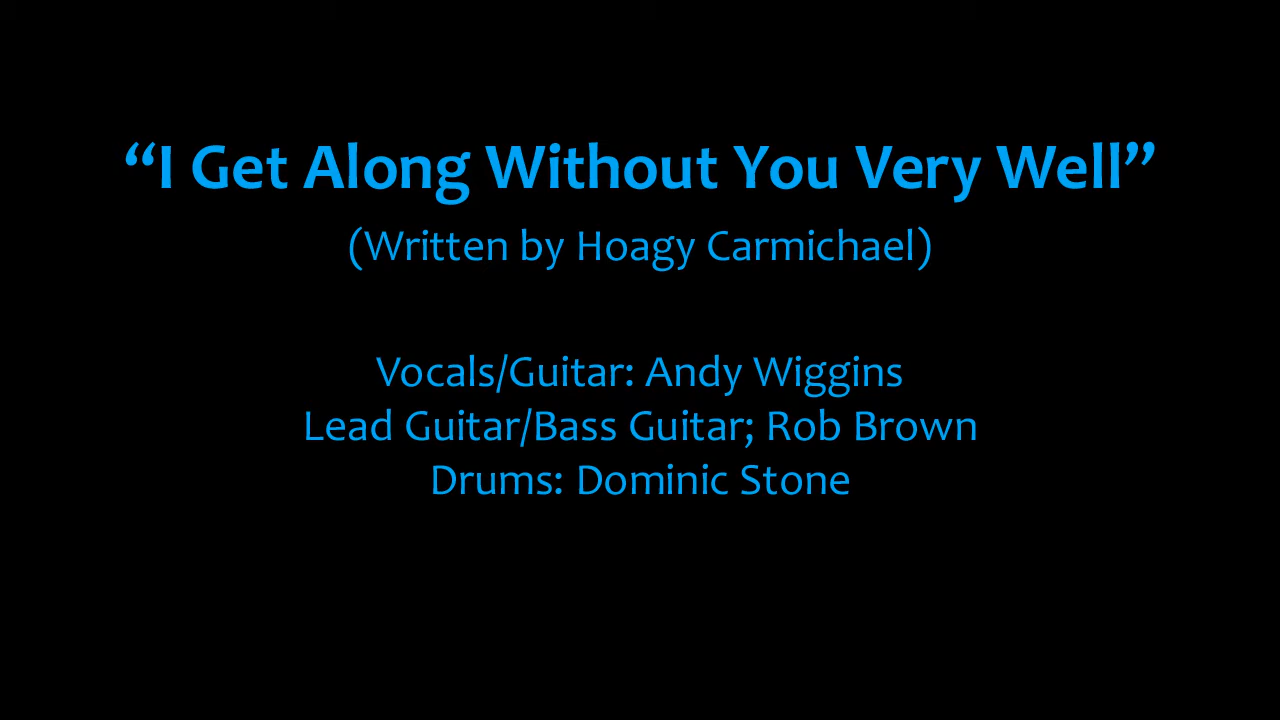 “I Get Along Without You Very Well”
(Written by Hoagy Carmichael)
Vocals/Guitar: Andy Wiggins
Lead Guitar/Bass Guitar; Rob Brown
Drums: Dominic Stone